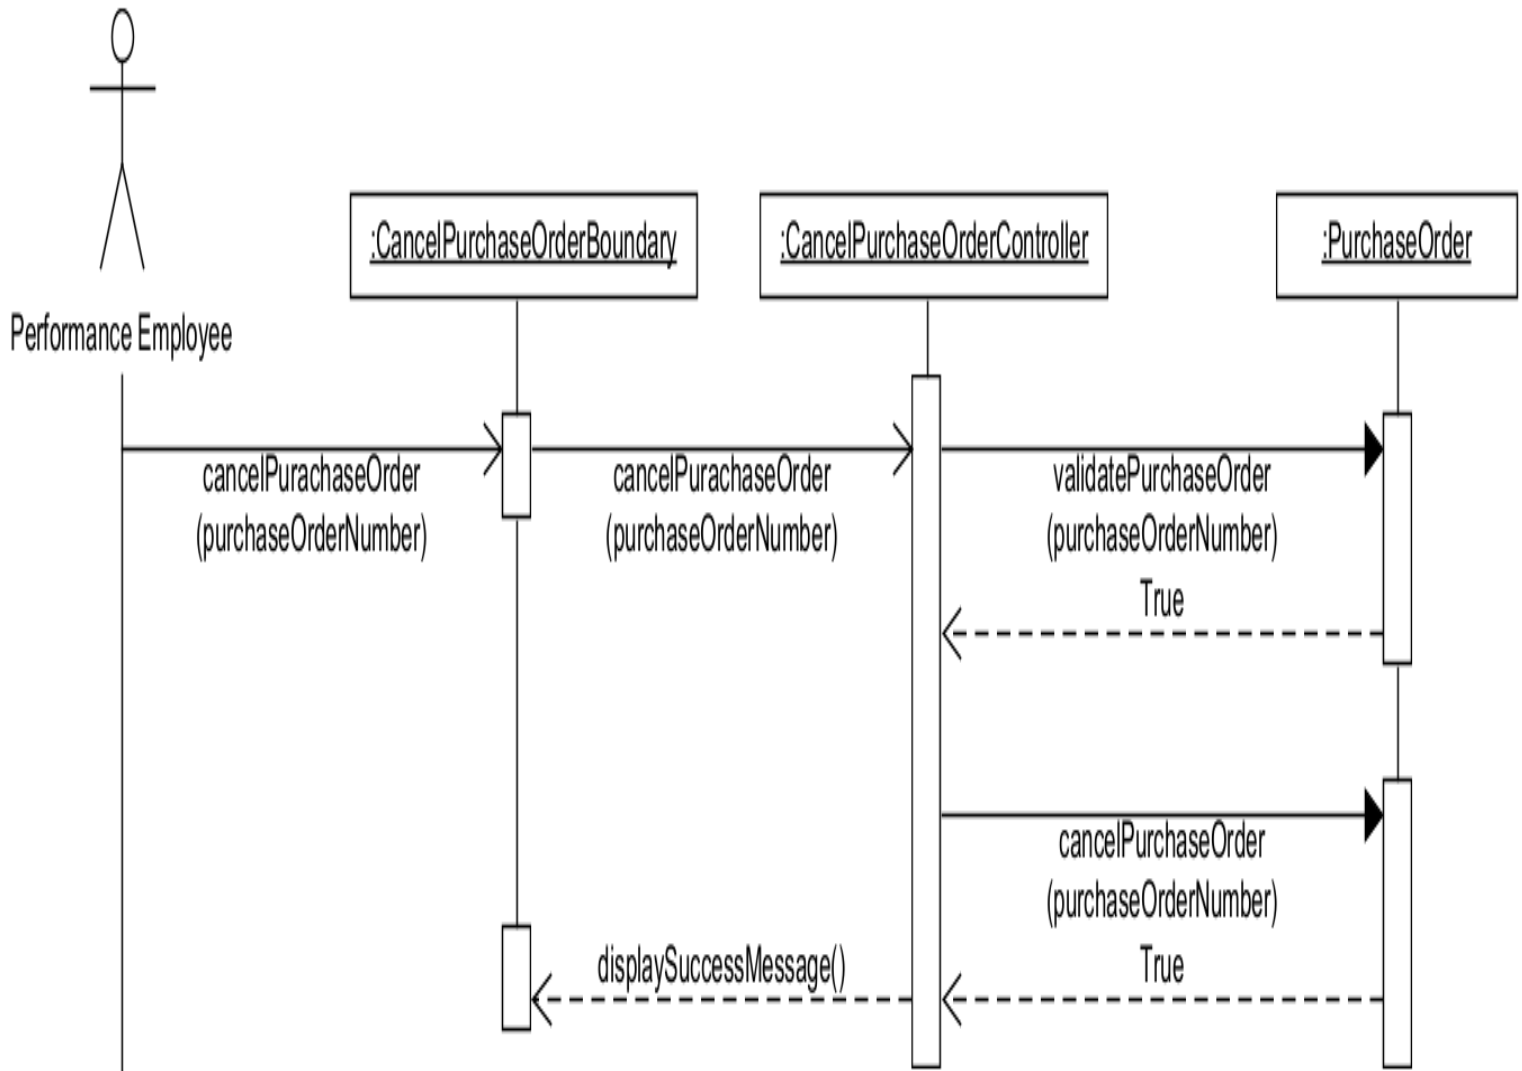 :CancelPurchaseOrderBoundary
:CancelPurchaseOrderController
:PurchaseOrder
Performance Employee
cancelPurachaseOrder
(purchaseOrderNumber)
cancelPurachaseOrder
(purchaseOrderNumber)
validatePurchaseOrder
(purchaseOrderNumber)
True
cancelPurchaseOrder
(purchaseOrderNumber)
displaySuccessMessage()
True